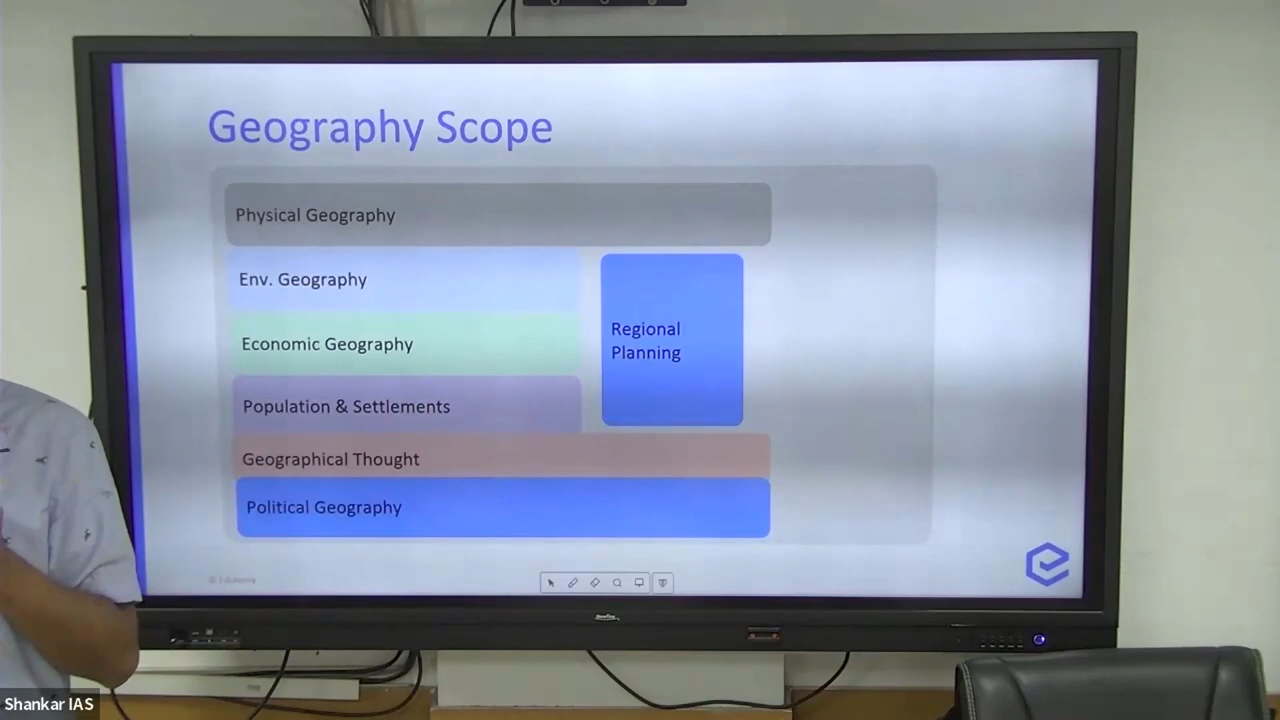 Geography Scope
Physical Geography
Env. Geography
Economic Geography
Population & Settlements
Geographical Thought
Political Geography
Regional
Planning
Shankar IAS